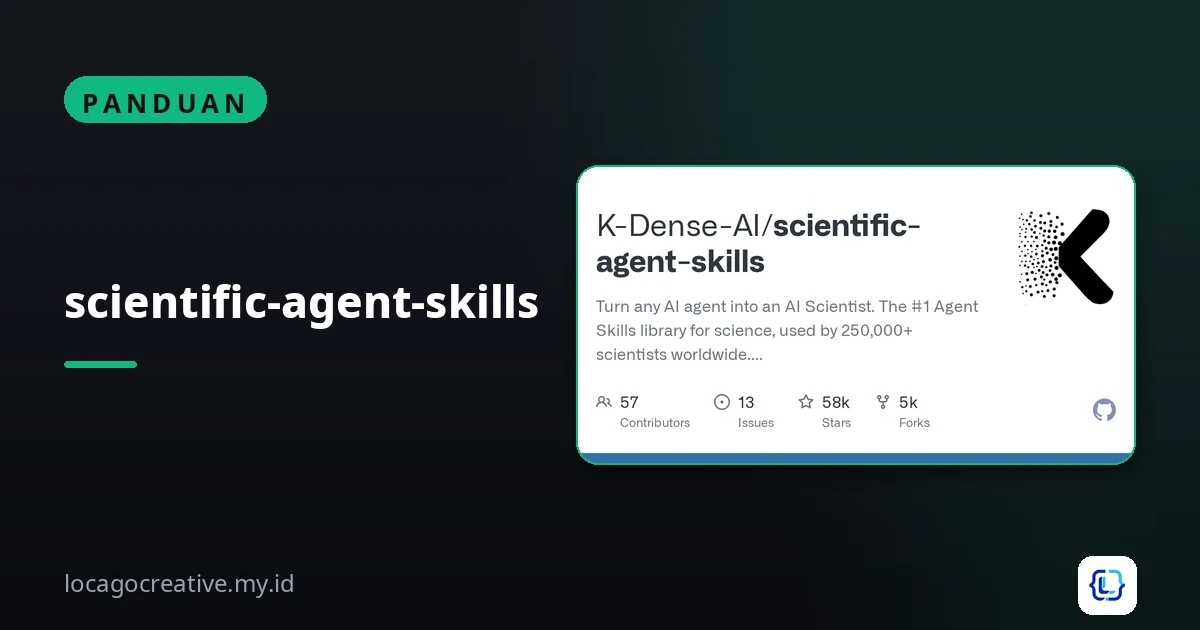 PANDUAN
scientific-agent-skills
K-Dense-AI/scientific-
agent-skills
Turn any AI agent into an AI Scientist. The #1 Agent
Skills library for science, used by 250,000+
scientists worldwide....
57 13 58k 5k
Contributors Issues Stars Forks
locagocreative.my.id